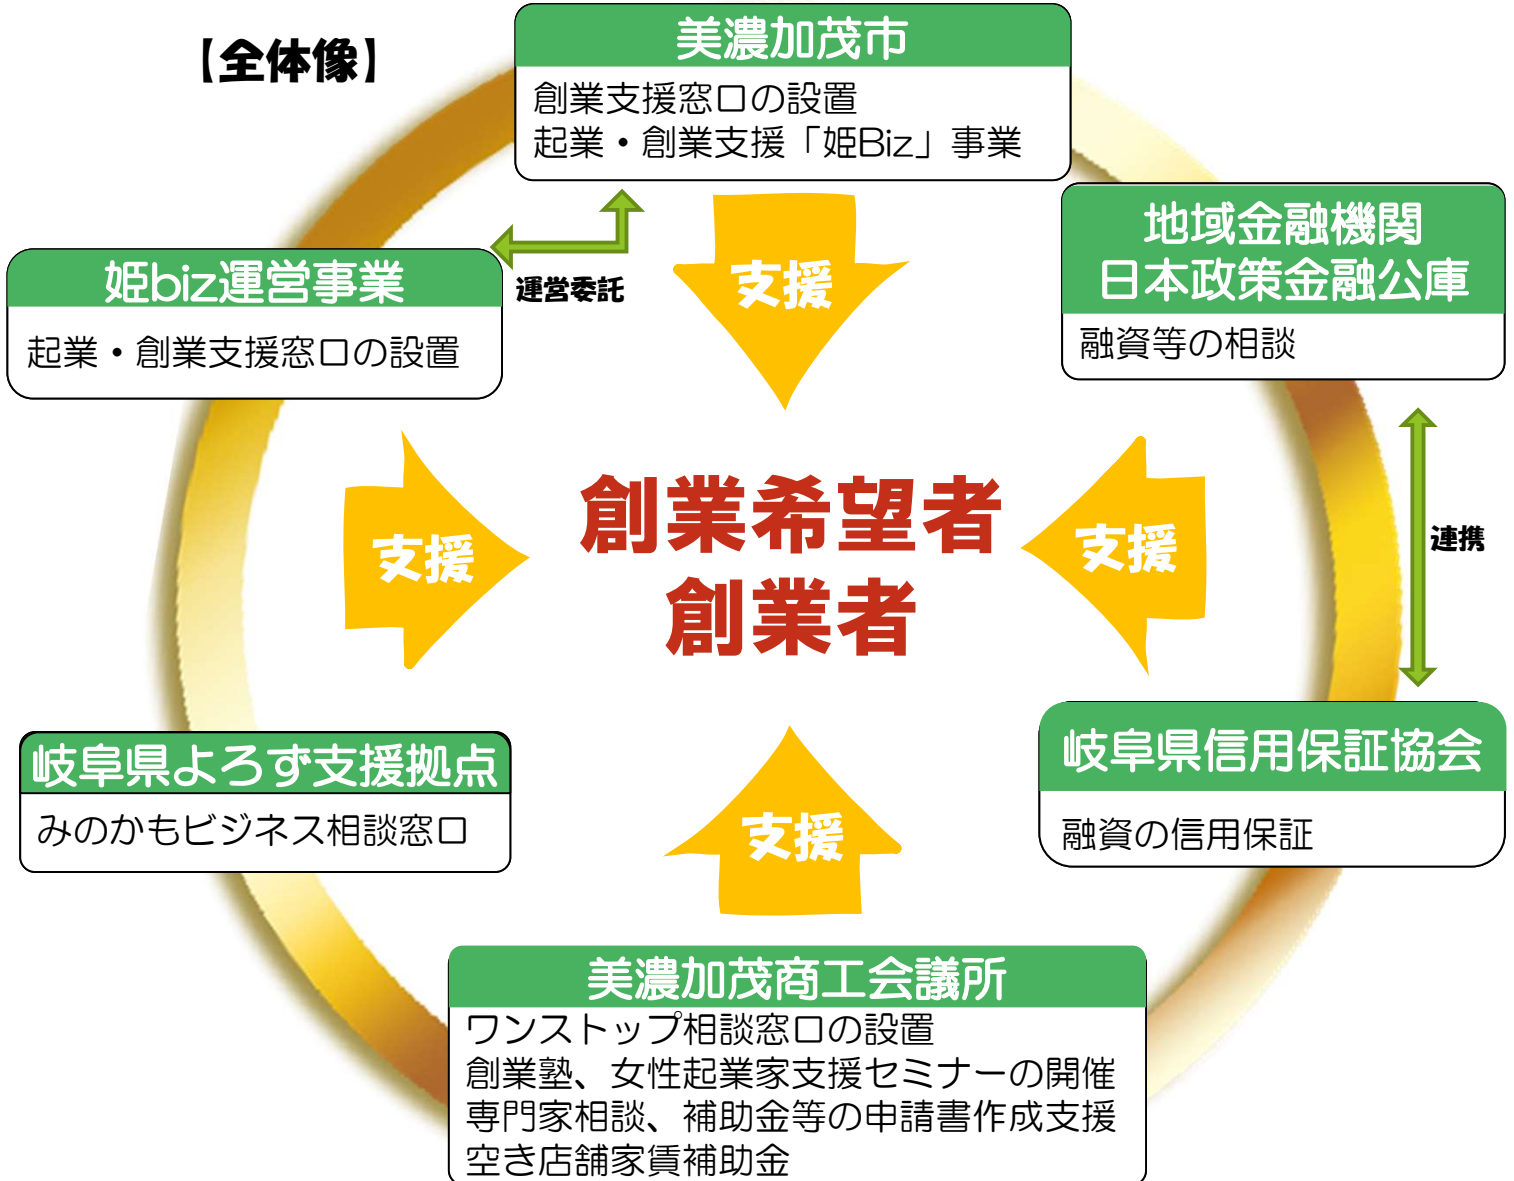 【全体像】
美濃加茂市
創業支援窓口の設置
起業・創業支援「姫Biz」事業
姫biz運営事業
起業・創業支援窓口の設置
運営委託
支援
地域金融機関
日本政策金融公庫
融資等の相談
支援
創業希望者
創業者
支援
連携
岐阜県よろず支援拠点
みのかもビジネス相談窓口
支援
岐阜県信用保証協会
融資の信用保証
美濃加茂商工会議所
ワンストップ相談窓口の設置
創業塾、女性起業家支援セミナーの開催
専門家相談、補助金等の申請書作成支援
空き店舗家賃補助金